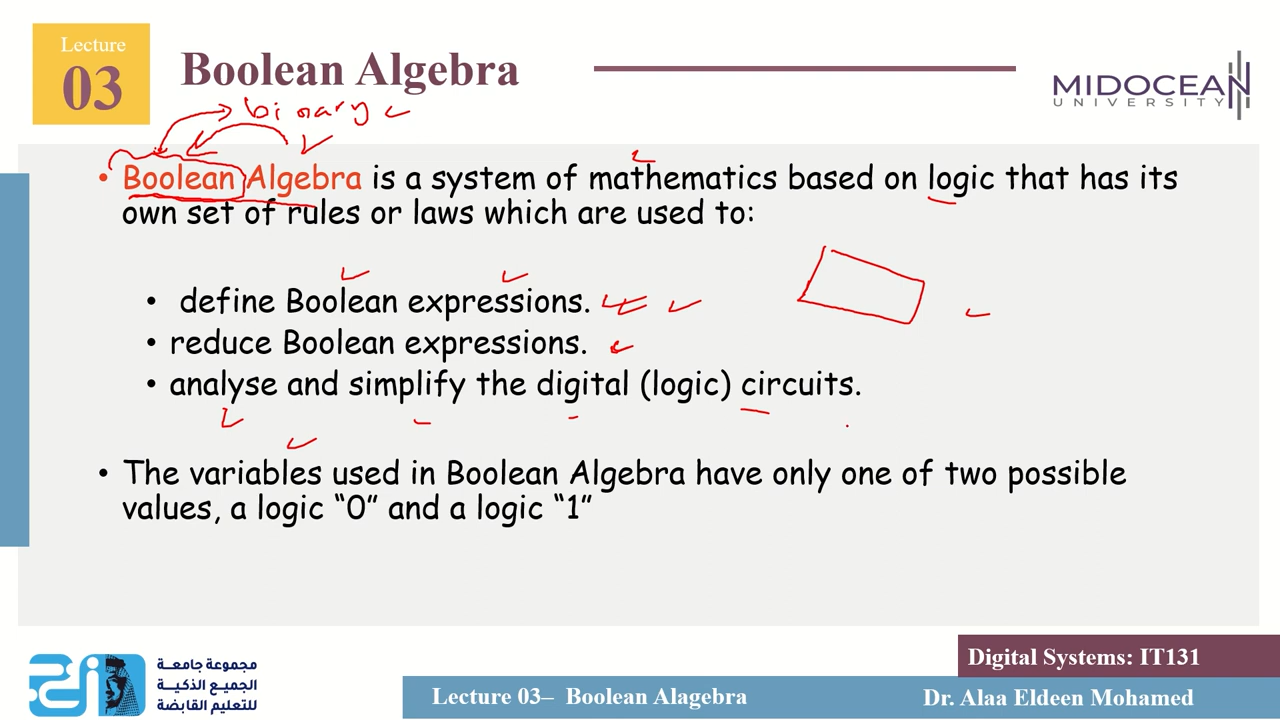 Lecture
03
Boolean Algebra
MIDOCEAN
UNIVERSITY
binary
• Boolean Algebra is a system of mathematics based on logic that has its
own set of rules or laws which are used to:
• define Boolean expressions.
• reduce Boolean expressions.
• analyse and simplify the digital (logic) circuits.
• The variables used in Boolean Algebra have only one of two possible
values, a logic “0” and a logic “1”
مجموعة جامعة
الجميع الذكية
للتعليم القابضة
Digital Systems: IT131
Lecture 03– Boolean Alagebra
Dr. Alaa Eldeen Mohamed